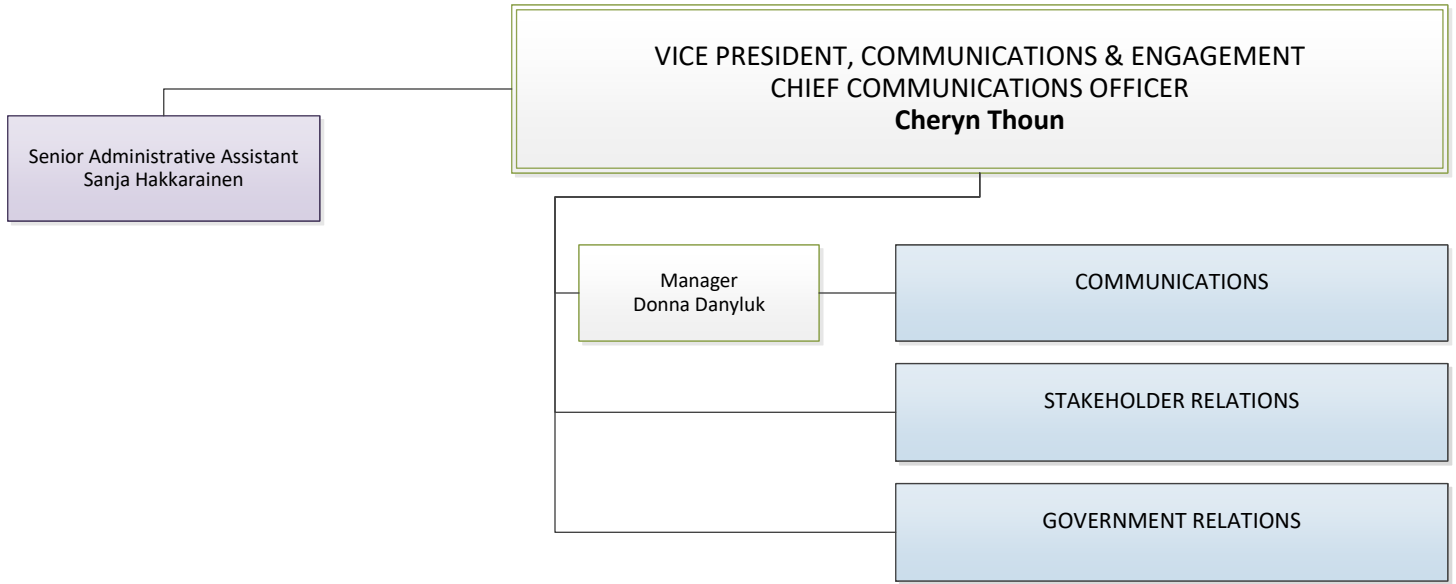 VICE PRESIDENT, COMMUNICATIONS & ENGAGEMENT
CHIEF COMMUNICATIONS OFFICER
Cheryn Thoun
Senior Administrative Assistant
Sanja Hakkarainen
Manager
Donna Danyluk
COMMUNICATIONS
STAKEHOLDER RELATIONS
GOVERNMENT RELATIONS